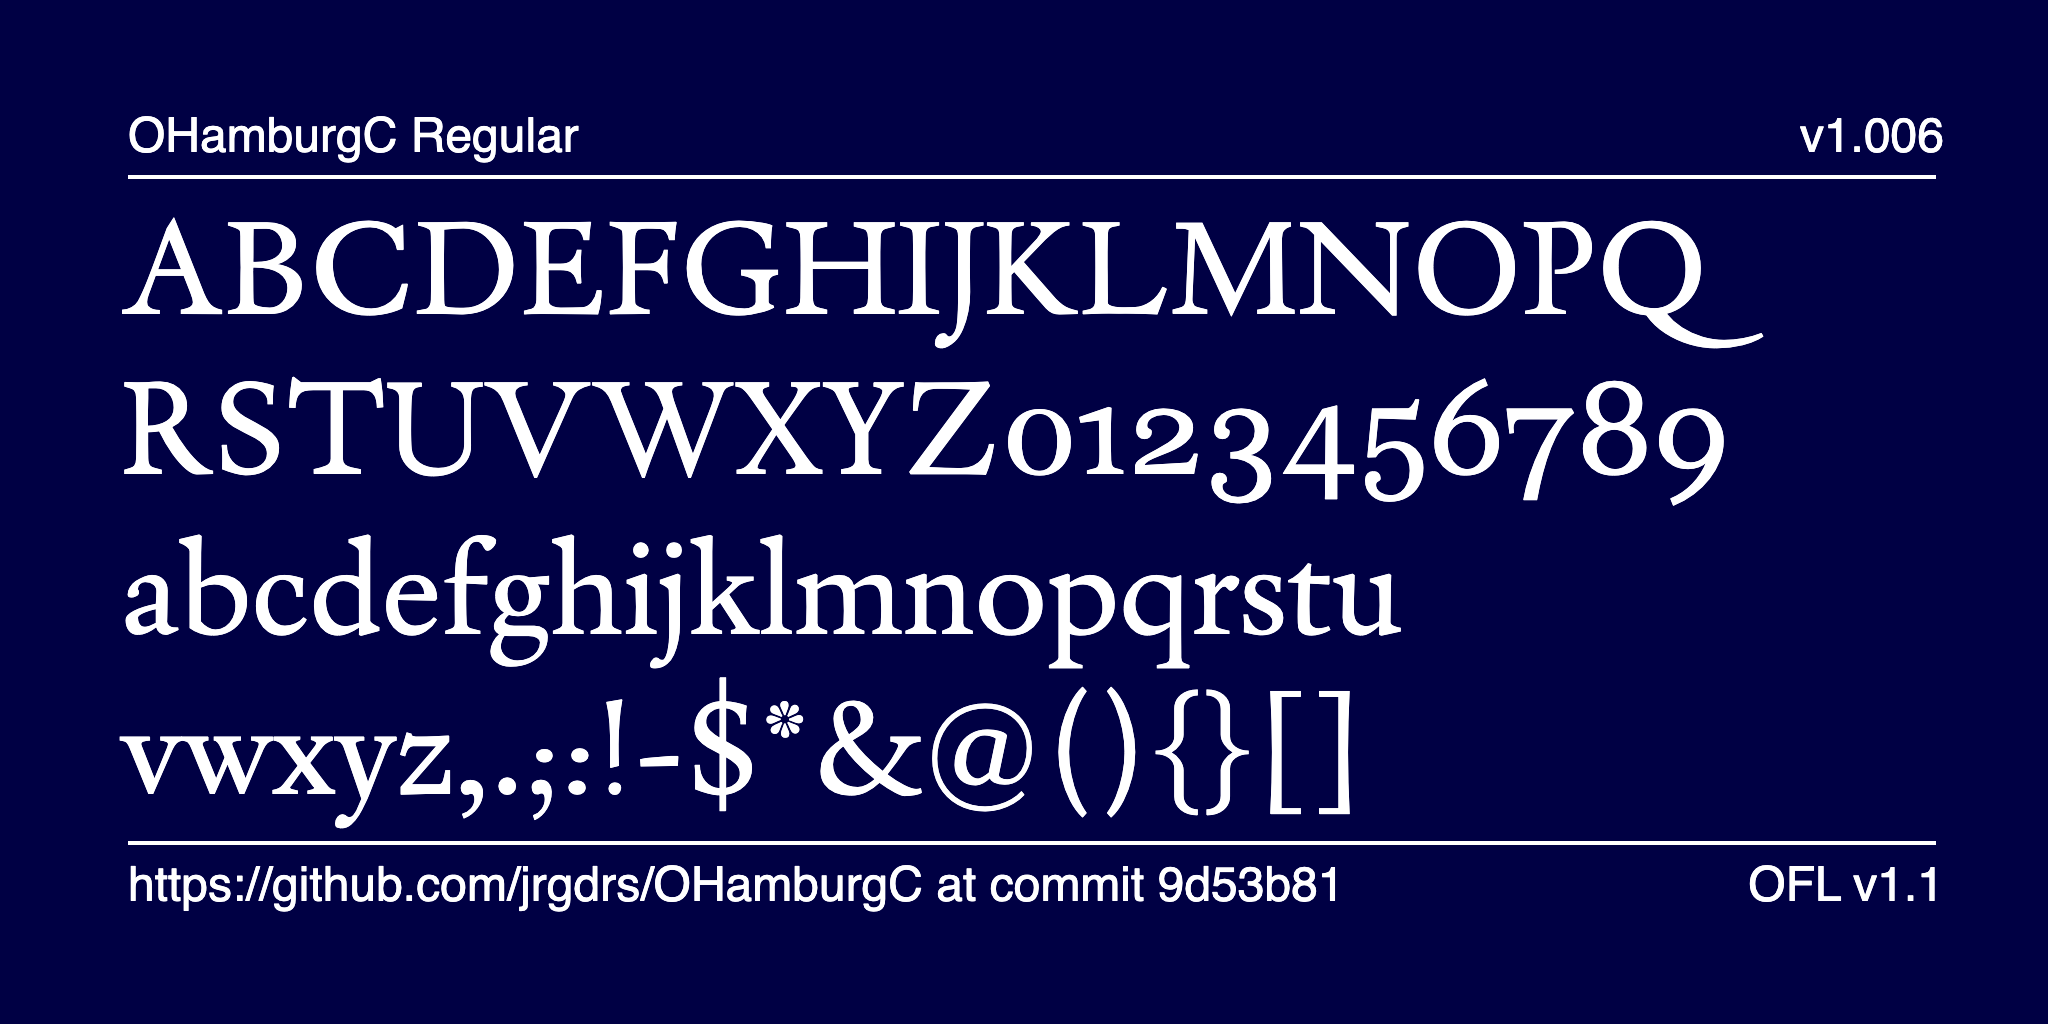 OHamburgC Regular
v1.006
ABCDEFGHIJKLMNOPQ
RSTUVWXYZ0123456789
abcdefghijklmnopqrstu
vwxyz,.;:!-$*&@(){}[]
https://github.com/jrgdrs/OHamburgC at commit 9d53b81
OFL v1.1